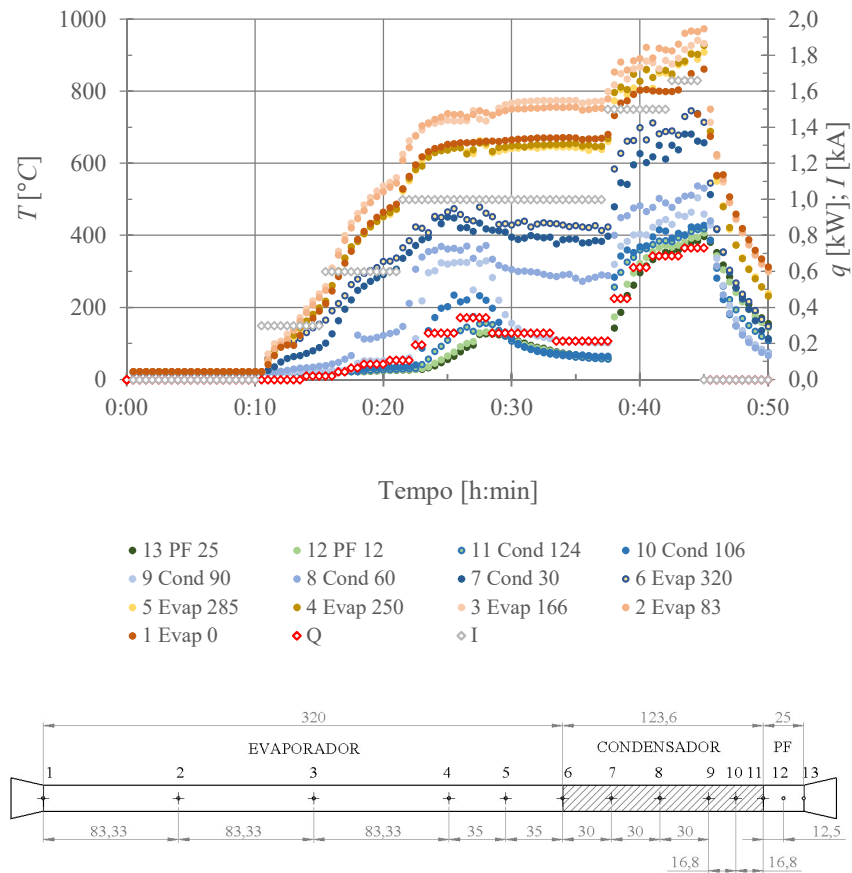 1000
800
600
400
200
0
T [°C]
2,0
1,8
1,6
1,4
1,2
1,0
0,8
0,6
0,4
0,2
0,0
q [kW]; I [kA]
0:00 0:10 0:20 0:30 0:40 0:50
Tempo [h:min]
13 PF 25 12 PF 12 11 Cond 124 10 Cond 106
9 Cond 90 8 Cond 60 7 Cond 30 6 Evap 320
5 Evap 285 4 Evap 250 3 Evap 166 2 Evap 83
1 Evap 0 Q I
320 123,6 25
EVAPORADOR CONDENSADOR PF
1 2 3 4 5 6 7 8 9 10 11 12 13
83,33 83,33 83,33 35 35 30 30 30 12,5
16,8 16,8